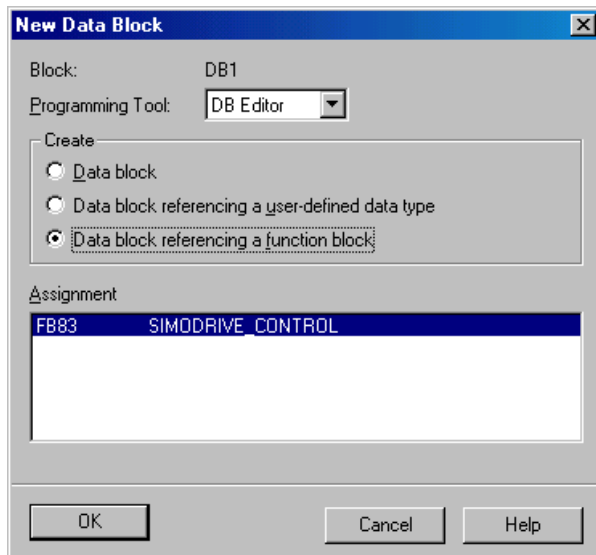 New Data Block
Block: DB1
Programming Tool: DB Editor
Create
Data block
Data block referencing a user-defined data type
Data block referencing a function block
Assignment
FB83 SIMODRIVE_CONTROL
OK Cancel Help